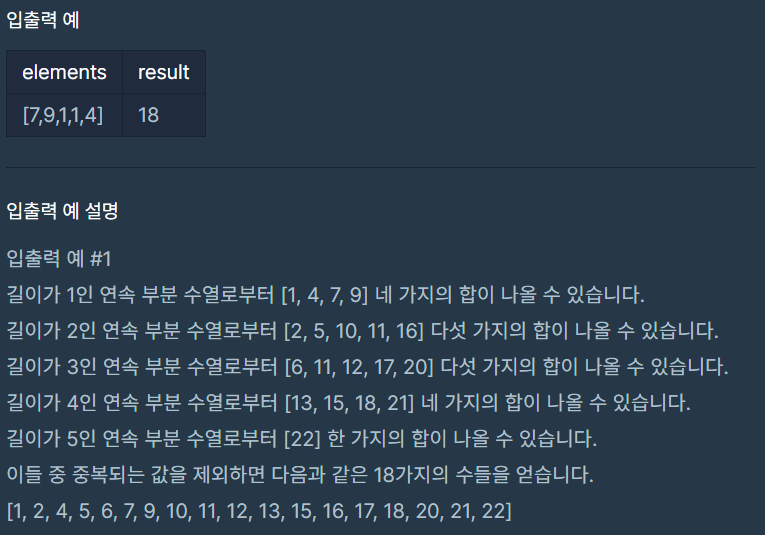 입출력 예
elements result
[7,9,1,1,4] 18
입출력 예 설명
입출력 예 #1
길이가 1인 연속 부분 수열로부터 [1, 4, 7, 9] 네 가지의 합이 나올 수 있습니다.
길이가 2인 연속 부분 수열로부터 [2, 5, 10, 11, 16] 다섯 가지의 합이 나올 수 있습니다.
길이가 3인 연속 부분 수열로부터 [6, 11, 12, 17, 20] 다섯 가지의 합이 나올 수 있습니다.
길이가 4인 연속 부분 수열로부터 [13, 15, 18, 21] 네 가지의 합이 나올 수 있습니다.
길이가 5인 연속 부분 수열로부터 [22] 한 가지의 합이 나올 수 있습니다.
이들 중 중복되는 값을 제외하면 다음과 같은 18가지의 수들을 얻습니다.
[1, 2, 4, 5, 6, 7, 9, 10, 11, 12, 13, 15, 16, 17, 18, 20, 21, 22]